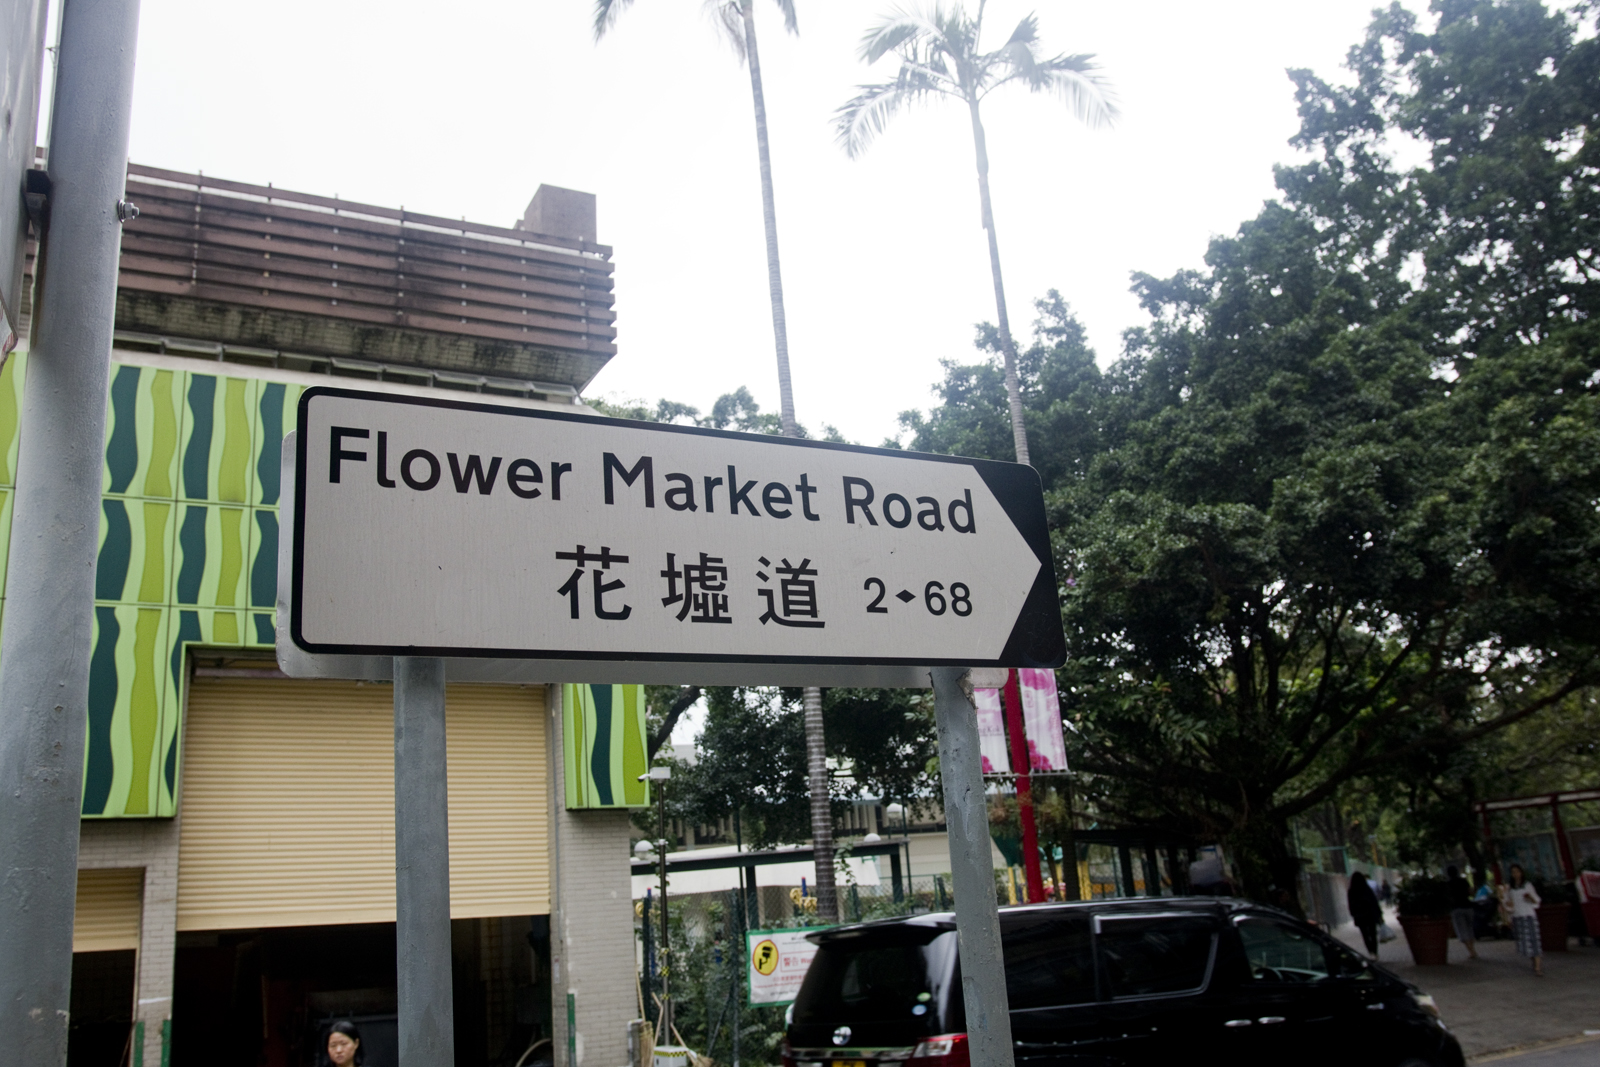 Flower Market Road
花墟道 2◆68